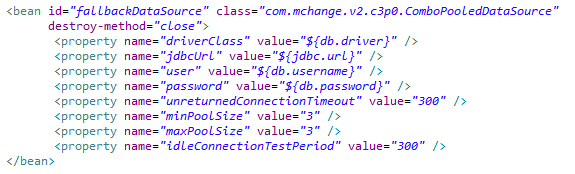 <bean id="fallbackDataSource" class="com.mchange.v2.c3p0.ComboPooledDataSource"
destroy-method="close">
<property name="driverClass" value="${db.driver}" />
<property name="jdbcUrl" value="${jdbc.url}" />
<property name="user" value="${db.username}" />
<property name="password" value="${db.password}" />
<property name="unreturnedConnectionTimeout" value="300" />
<property name="minPoolSize" value="3" />
<property name="maxPoolSize" value="3" />
<property name="idleConnectionTestPeriod" value="300" />
</bean>